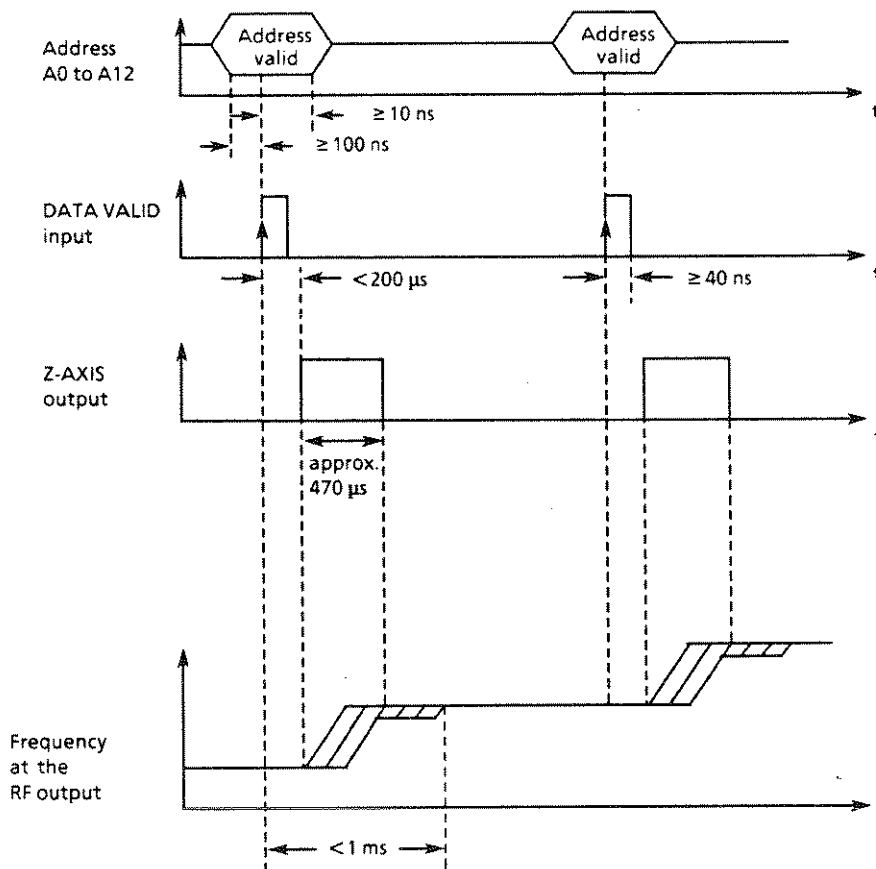 Address
A0 to A12
Address
valid
Address
valid
t
≥ 10 ns
≥ 100 ns
DATA VALID
input
t
< 200 µs
≥ 40 ns
Z-AXIS
output
approx.
470 µs
Frequency
at the
RF output
< 1 ms